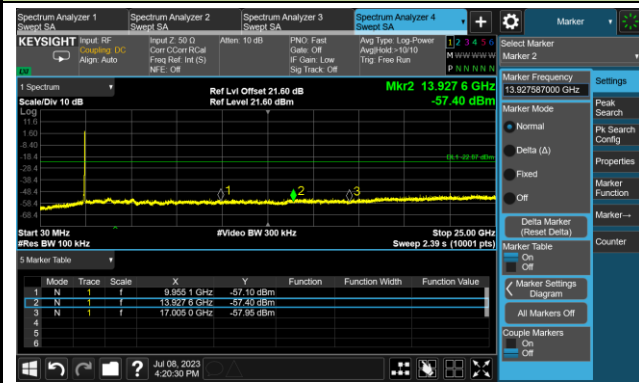 Spectrum Analyzer 1
Swept SA
Spectrum Analyzer 2
Swept SA
Spectrum Analyzer 3
Swept SA
Spectrum Analyzer 4
Swept SA
Marker
KEYSIGHT
Input: RF
Coupling: DC
Align: Auto
Input Z: 50 Ω
Corr CCorr RCal
Freq Ref: Int (S)
NFE: Off
Atten: 10 dB
PNO: Fast
Gate: Off
IF Gain: Low
Sig Track: Off
Avg Type: Log-Power
Avg|Hold:>10/10
Trig: Free Run
1 2 3 4 5 6
M W W W W W
P N N N N N
Select Marker
Marker 2
1 Spectrum
Scale/Div 10 dB
Log
Ref Lvl Offset 21.60 dB
Ref Level 21.60 dBm
Mkr2 13.927 6 GHz
-57.40 dBm
11.6
1.60
-8.40
-18.4
-28.4
-38.4
-48.4
-58.4
-68.4
DL1 -22.07 dBm
1
2
3
Start 30 MHz
#Res BW 100 kHz
#Video BW 300 kHz
Stop 25.00 GHz
Sweep 2.39 s (10001 pts)
5 Marker Table
Mode Trace Scale X Y Function Function Width Function Value
1 N 1 f 9.955 1 GHz -57.10 dBm
2 N 1 f 13.927 6 GHz -57.40 dBm
3 N 1 f 17.005 0 GHz -57.95 dBm
4
5
6
Marker Frequency
13.927587000 GHz
Marker Mode
Normal
Delta (Δ)
Fixed
Off
Delta Marker
(Reset Delta)
Marker Table
On
Off
Marker Settings
Diagram
All Markers Off
Couple Markers
On
Off
Settings
Peak
Search
Pk Search
Config
Properties
Marker
Function
Marker→
Counter
Jul 08, 2023
4:20:30 PM